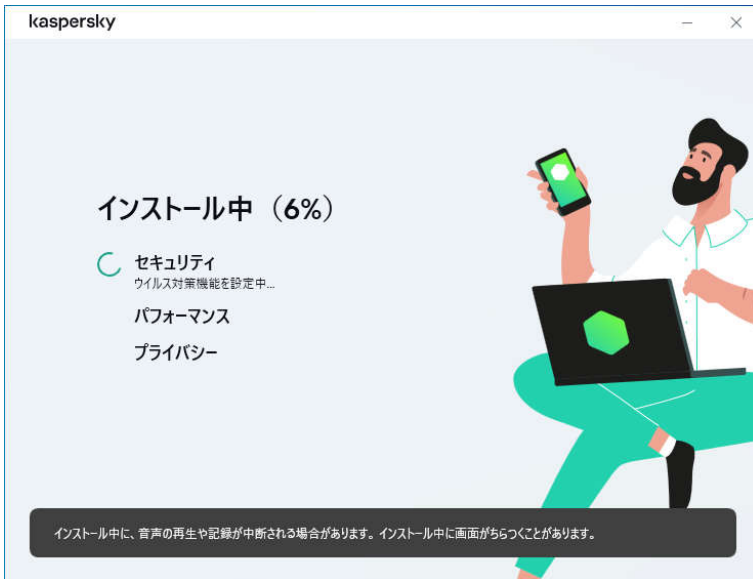 kaspersky
インストール中 （6%）
セキュリティ
ウイルス対策機能を設定中...
パフォーマンス
プライバシー
インストール中に、音声の再生や記録が中断される場合があります。インストール中に画面がちらつくことがあります。